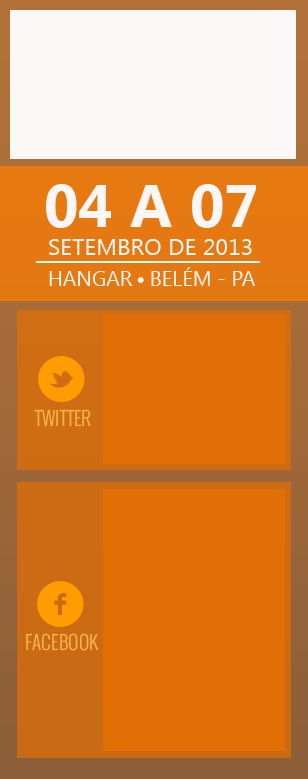 04 A 07
SETEMBRO DE 2013
HANGAR • BELÉM - PA
TWITTER
FACEBOOK